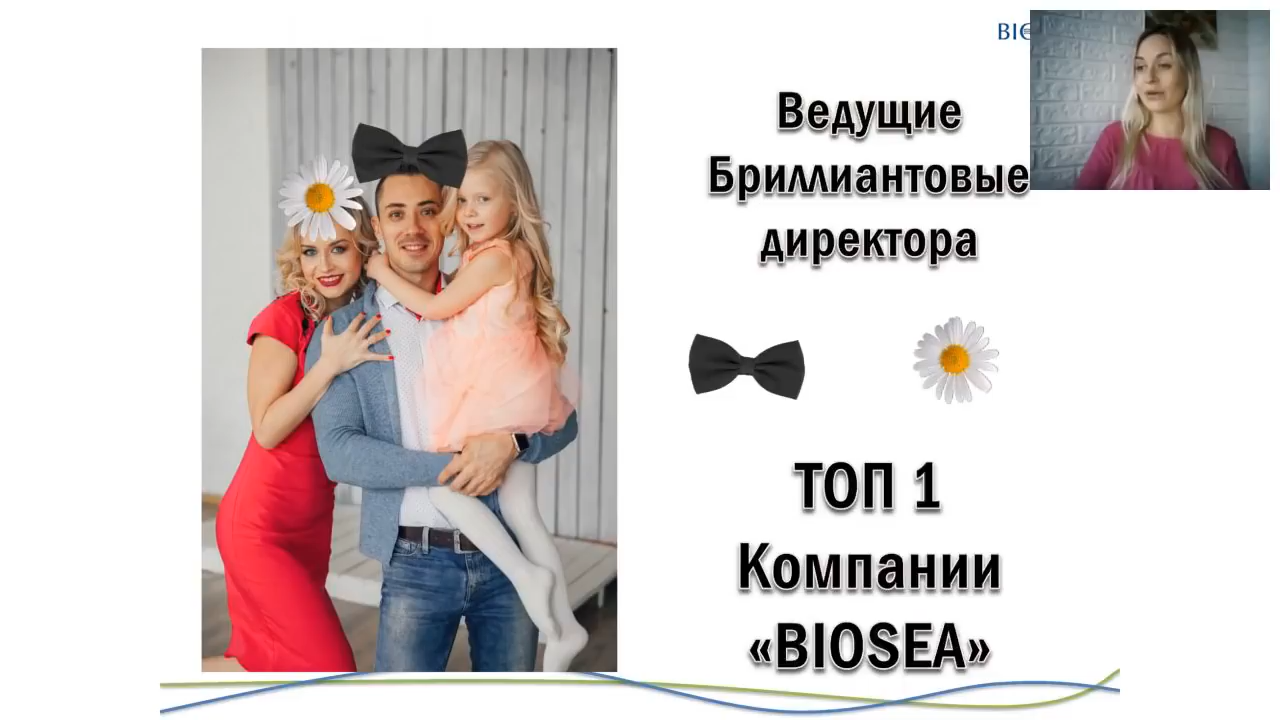 Ведущие
Бриллиантовые
директора
ТОП 1
Компании
«BIOSEA»